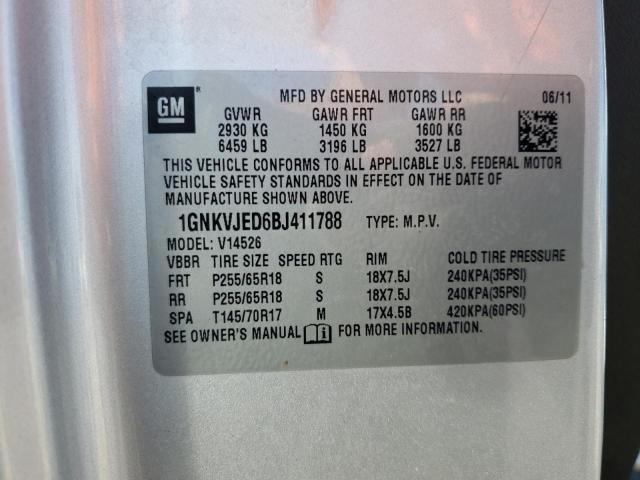 GM ®
MFD BY GENERAL MOTORS LLC 06/11
GVWR GAWR FRT GAWR RR
2930 KG 1450 KG 1600 KG
6459 LB 3196 LB 3527 LB
THIS VEHICLE CONFORMS TO ALL APPLICABLE U.S. FEDERAL MOTOR
VEHICLE SAFETY STANDARDS IN EFFECT ON THE DATE OF
MANUFACTURE SHOWN ABOVE.
1GNKVJED6BJ411788 TYPE: M.P.V.
MODEL: V14526
VBBR TIRE SIZE SPEED RTG RIM COLD TIRE PRESSURE
FRT P255/65R18 S 18X7.5J 240KPA(35PSI)
RR P255/65R18 S 18X7.5J 240KPA(35PSI)
SPA T145/70R17 M 17X4.5B 420KPA(60PSI)
SEE OWNER'S MANUAL i FOR MORE INFORMATION.